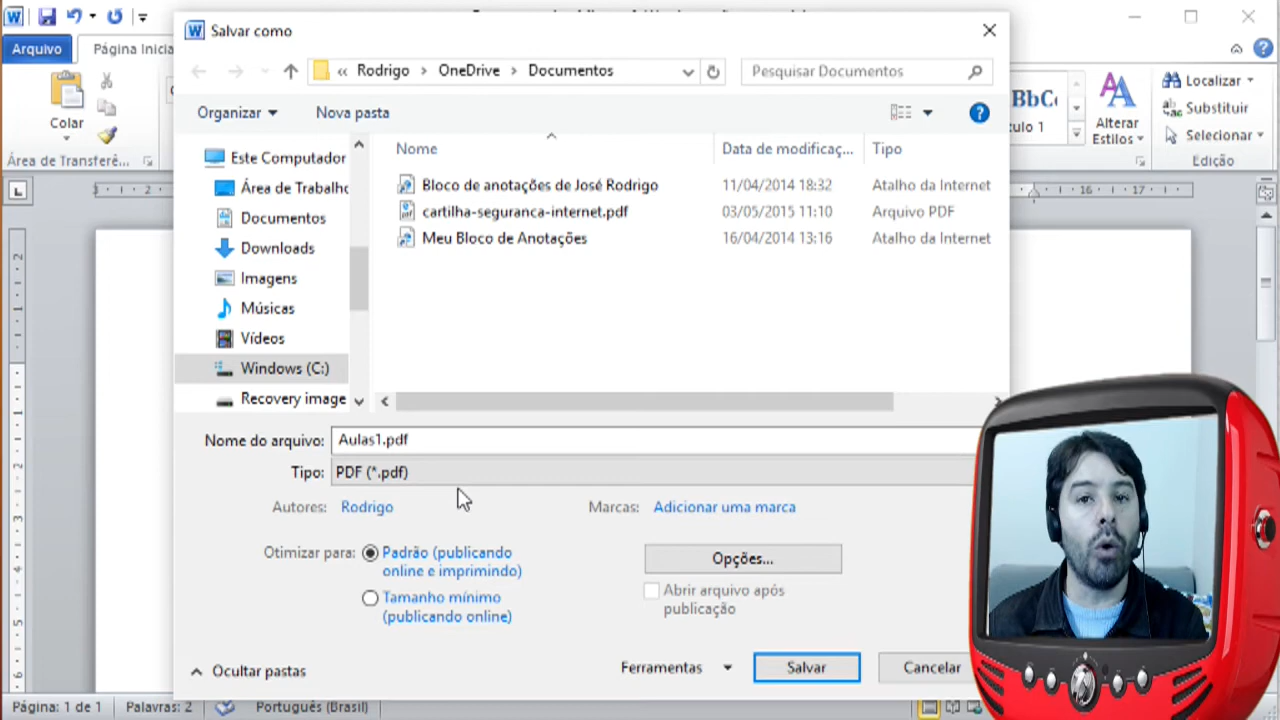 Salvar como
Arquivo
Página Inicia
« Rodrigo > OneDrive > Documentos
Pesquisar Documentos
Organizar
Nova pasta
Colar
Área de Transferê...
Este Computador
Área de Trabalho
Documentos
Downloads
Imagens
Músicas
Vídeos
Windows (C:)
Recovery image
Nome
Data de modificaç...
Tipo
Bloco de anotações de José Rodrigo
11/04/2014 18:32
Atalho da Internet
cartilha-seguranca-internet.pdf
03/05/2015 11:10
Arquivo PDF
Meu Bloco de Anotações
16/04/2014 13:16
Atalho da Internet
Alterar
Estilos
Localizar
Substituir
Selecionar
Edição
16 17
Nome do arquivo: Aulas1.pdf
Tipo: PDF (*.pdf)
Autores: Rodrigo
Marcas: Adicionar uma marca
Otimizar para:
Padrão (publicando
online e imprimindo)
Tamanho mínimo
(publicando online)
Opções...
Abrir arquivo após
publicação
Ocultar pastas
Ferramentas
Salvar
Cancelar
Página: 1 de 1
Palavras: 2
Português (Brasil)